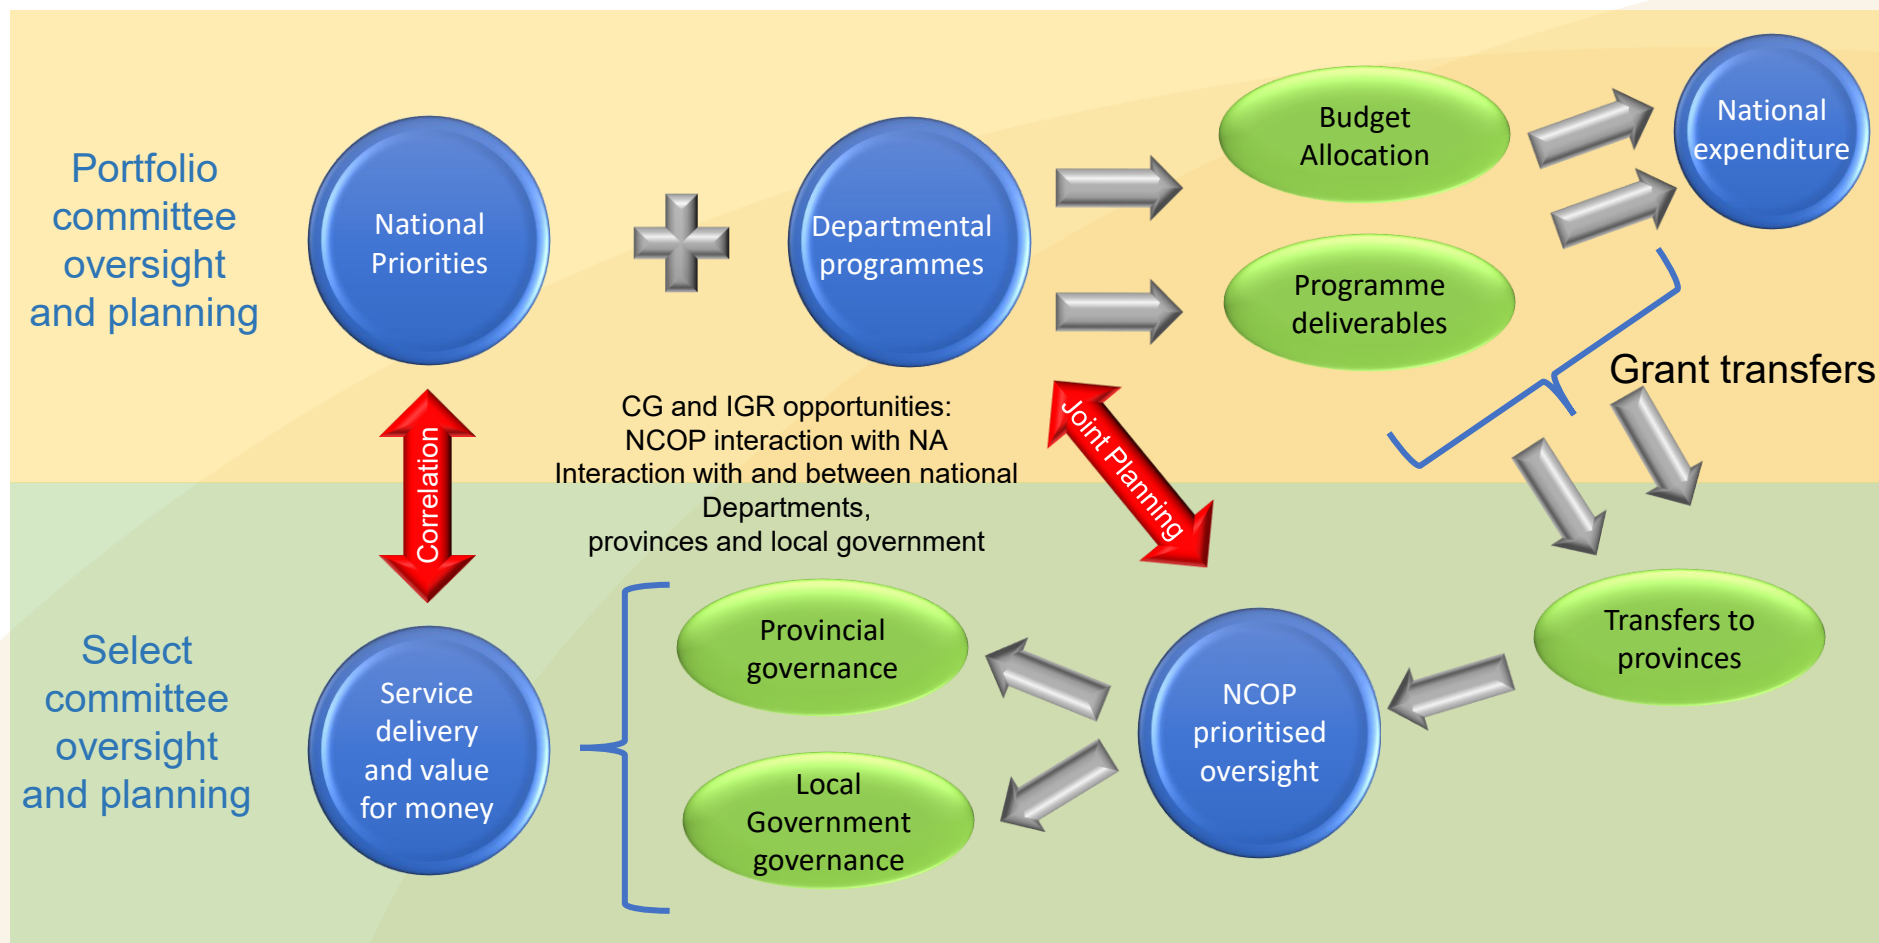 Portfolio
committee
oversight
and planning
National
Priorities
Departmental
programmes
Budget
Allocation
Programme
deliverables
National
expenditure
Grant transfers
Correlation
CG and IGR opportunities:
NCOP interaction with NA
Interaction with and between national
Departments,
provinces and local government
Joint Planning
Select
committee
oversight
and planning
Service
delivery
and value
for money
Provincial
governance
Local
Government
governance
NCOP
prioritised
oversight
Transfers to
provinces